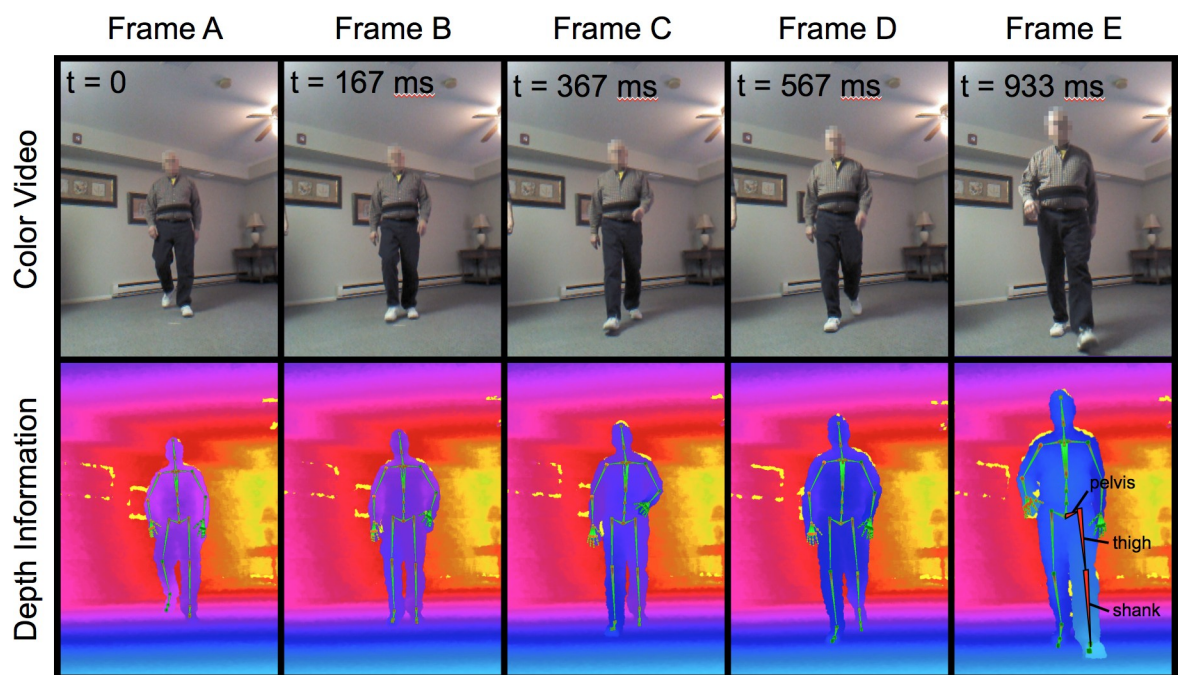 Frame A
Frame B
Frame C
Frame D
Frame E
Color Video
t = 0
t = 167 ms
t = 367 ms
t = 567 ms
t = 933 ms
Depth Information
pelvis
thigh
shank